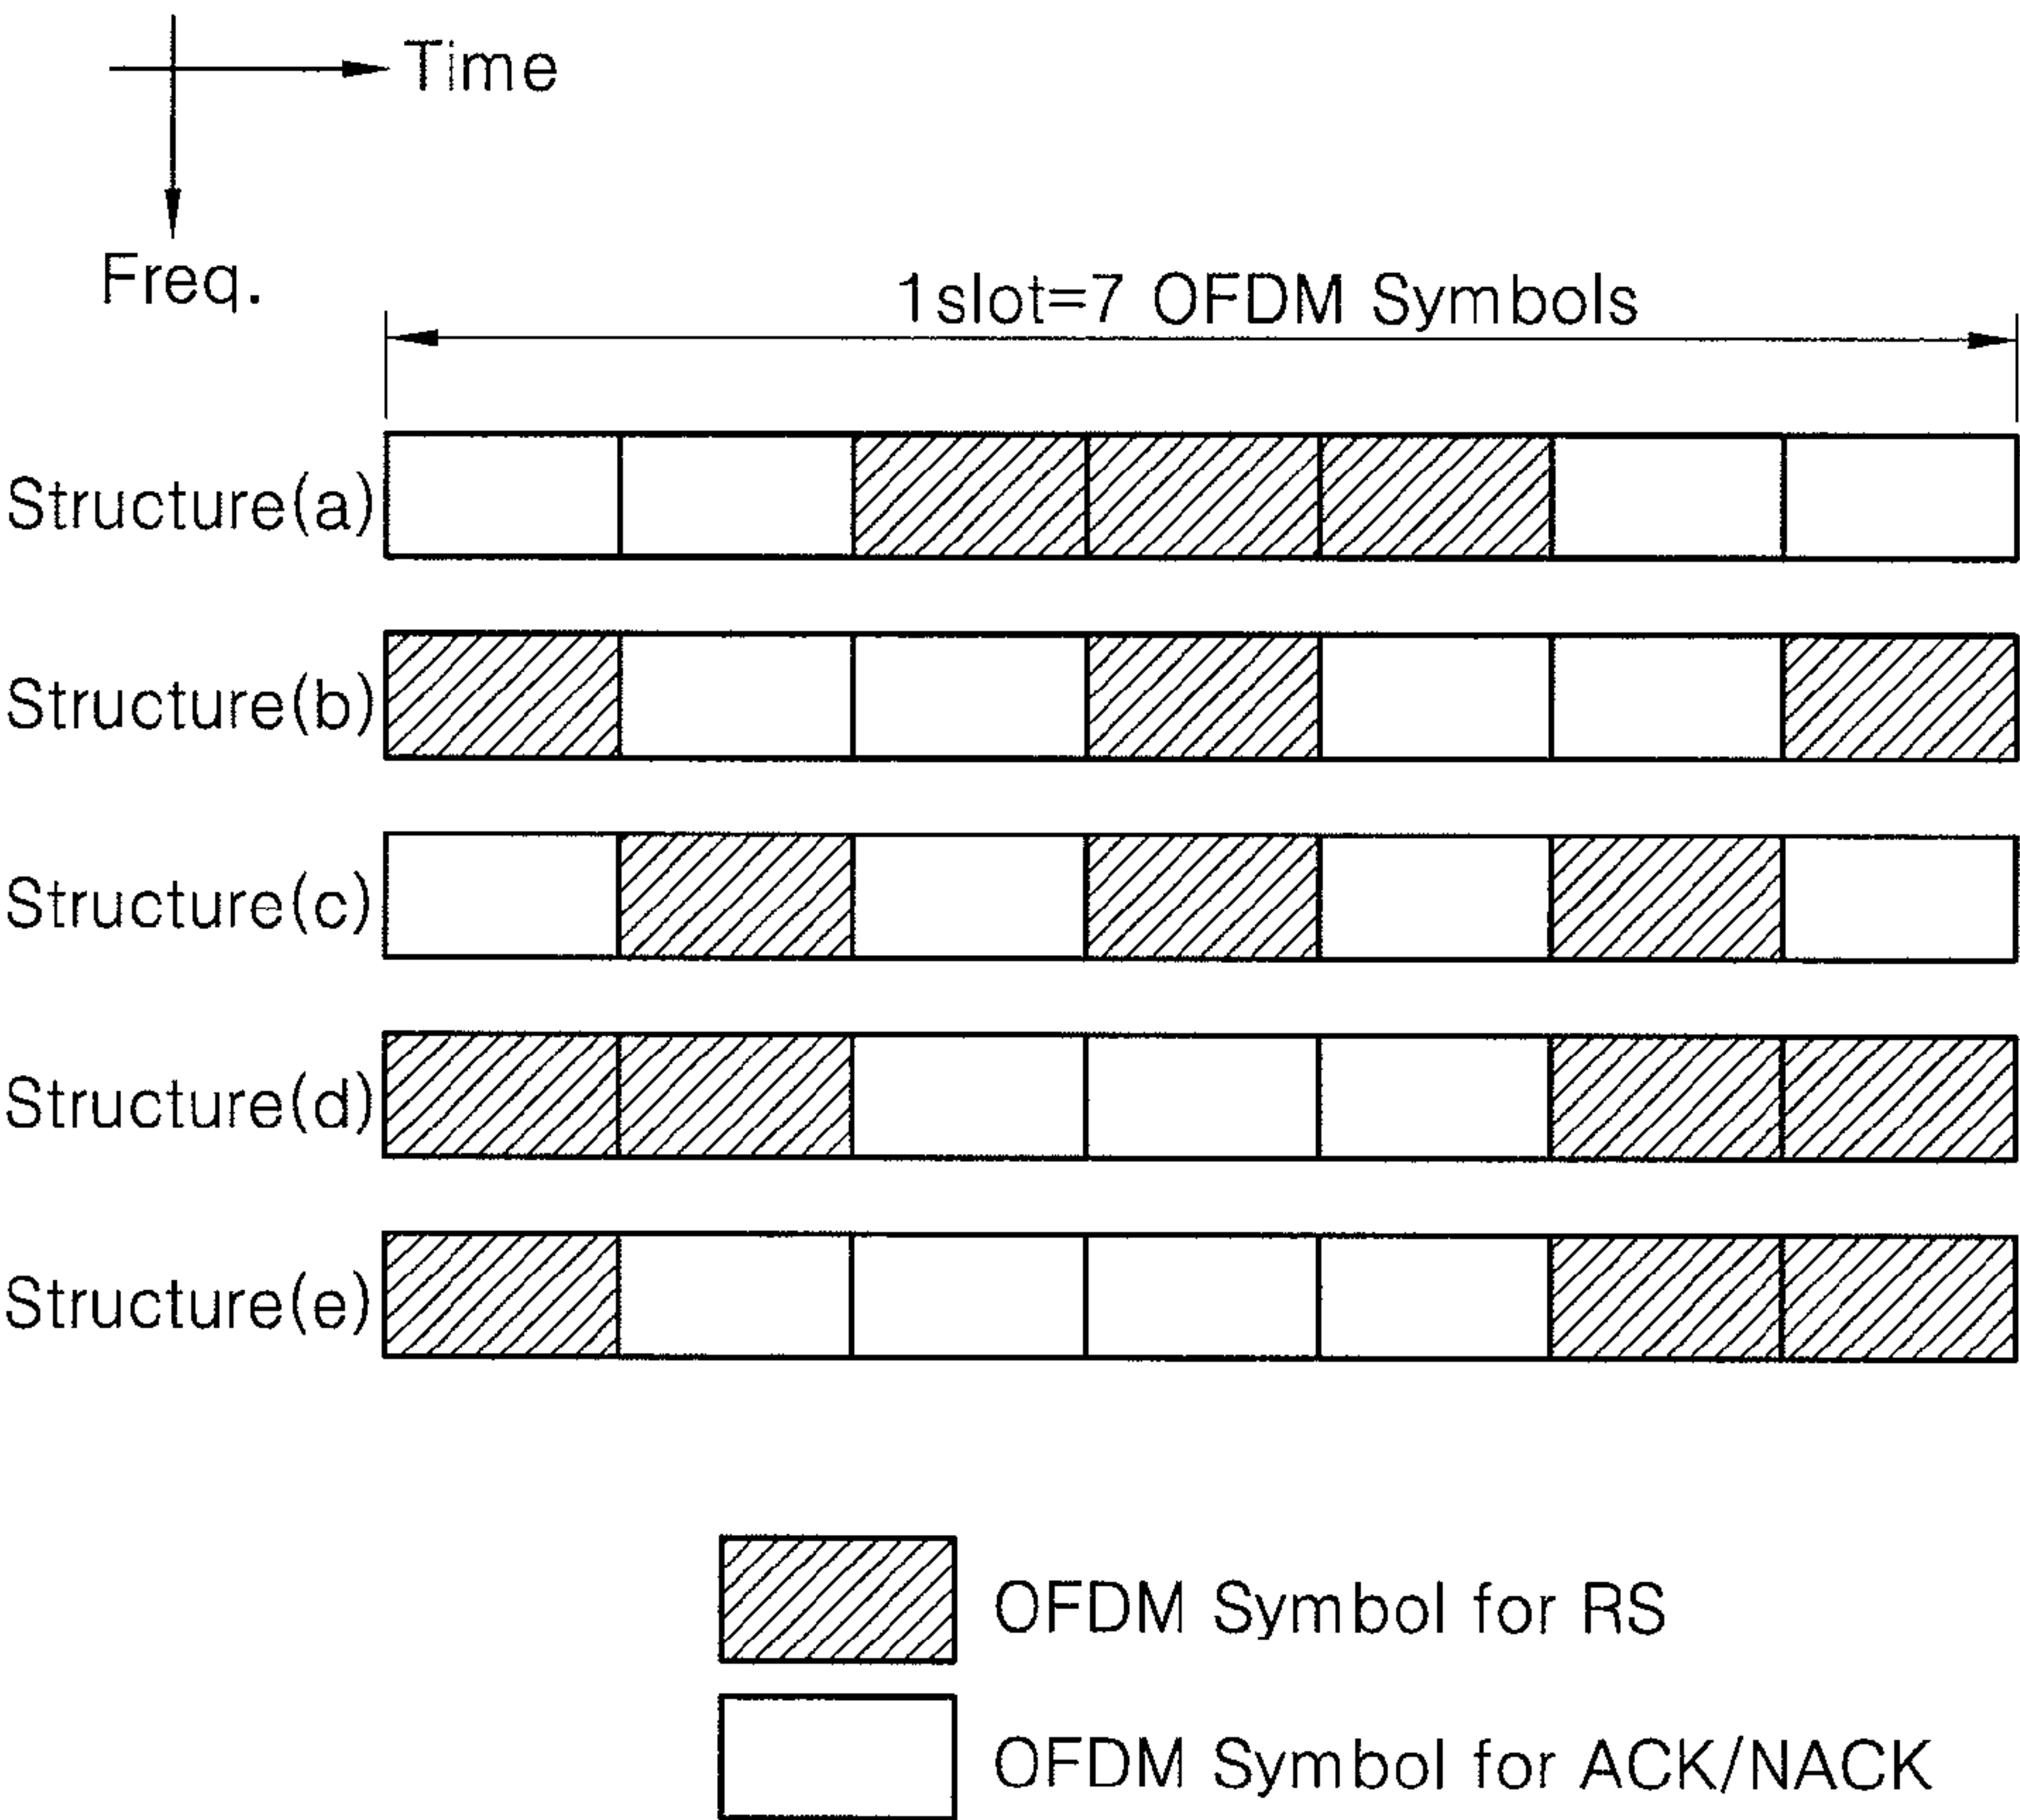 Time
Freq.
1slot=7 OFDM Symbols
Structure(a)
Structure(b)
Structure(c)
Structure(d)
Structure(e)
OFDM Symbol for RS
OFDM Symbol for ACK/NACK